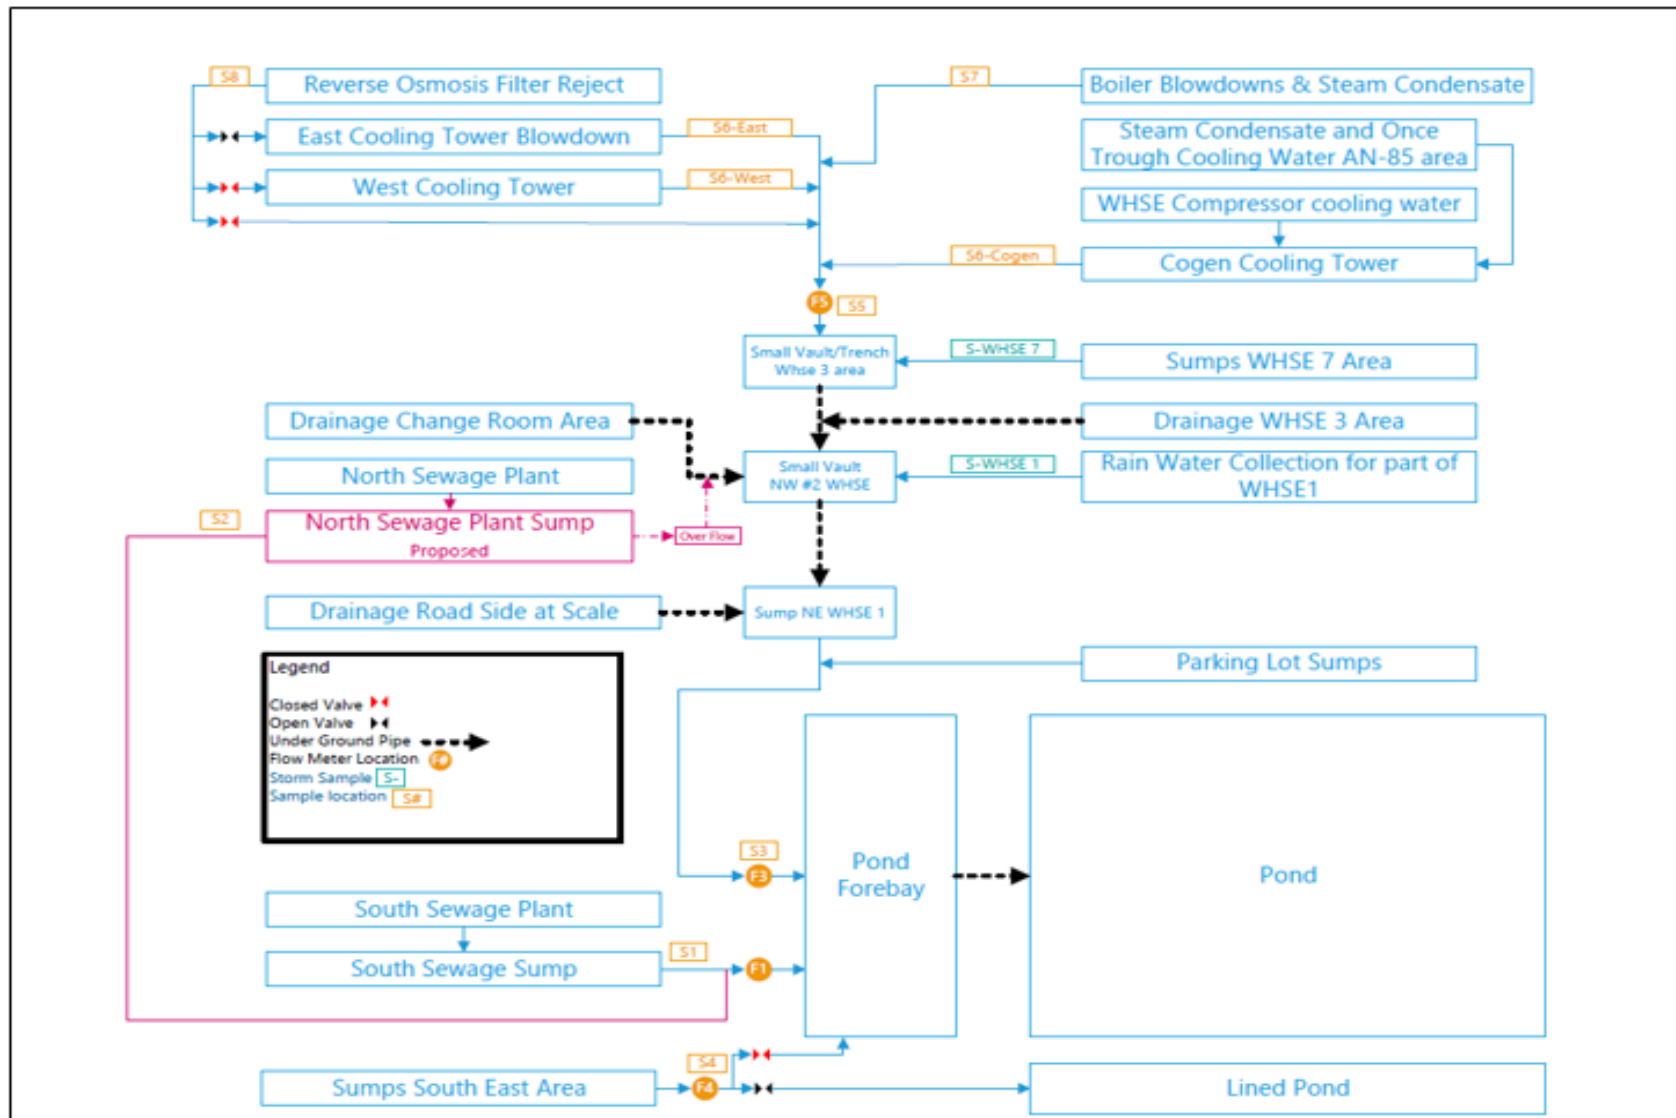 S8
Reverse Osmosis Filter Reject
S7
Boiler Blowdowns & Steam Condensate
East Cooling Tower Blowdown
S6-East
Steam Condensate and Once
Trough Cooling Water AN-85 area
West Cooling Tower
S6-West
WHSE Compressor cooling water
S6-Cogen
Cogen Cooling Tower
F5
S5
Small Vault/Trench
Whse 3 area
S-WHSE 7
Sumps WHSE 7 Area
Drainage Change Room Area
Drainage WHSE 3 Area
North Sewage Plant
Small Vault
NW #2 WHSE
S-WHSE 1
Rain Water Collection for part of
WHSE1
S2
North Sewage Plant Sump
Proposed
Over Flow
Drainage Road Side at Scale
Sump NE WHSE 1
Parking Lot Sumps
Legend
Closed Valve
Open Valve
Under Ground Pipe
Flow Meter Location F#
Storm Sample S-
Sample location S#
S3
F3
Pond
Forebay
Pond
South Sewage Plant
South Sewage Sump
S1
F1
Sumps South East Area
S4
F4
Lined Pond